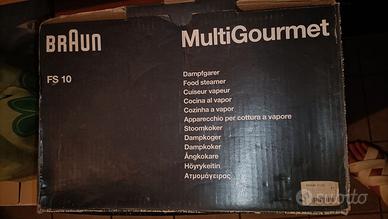 BRAUN
MultiGourmet
FS 10
Dampfgarer
Food steamer
Cuiseur vapeur
Cocina al vapor
Cozinha a vapor
Apparecchio per cottura a vapore
Stoomkoker
Dampkoger
Dampkoker
Ångkokare
Höyrykeitin
Ατμομάγειρας
subito